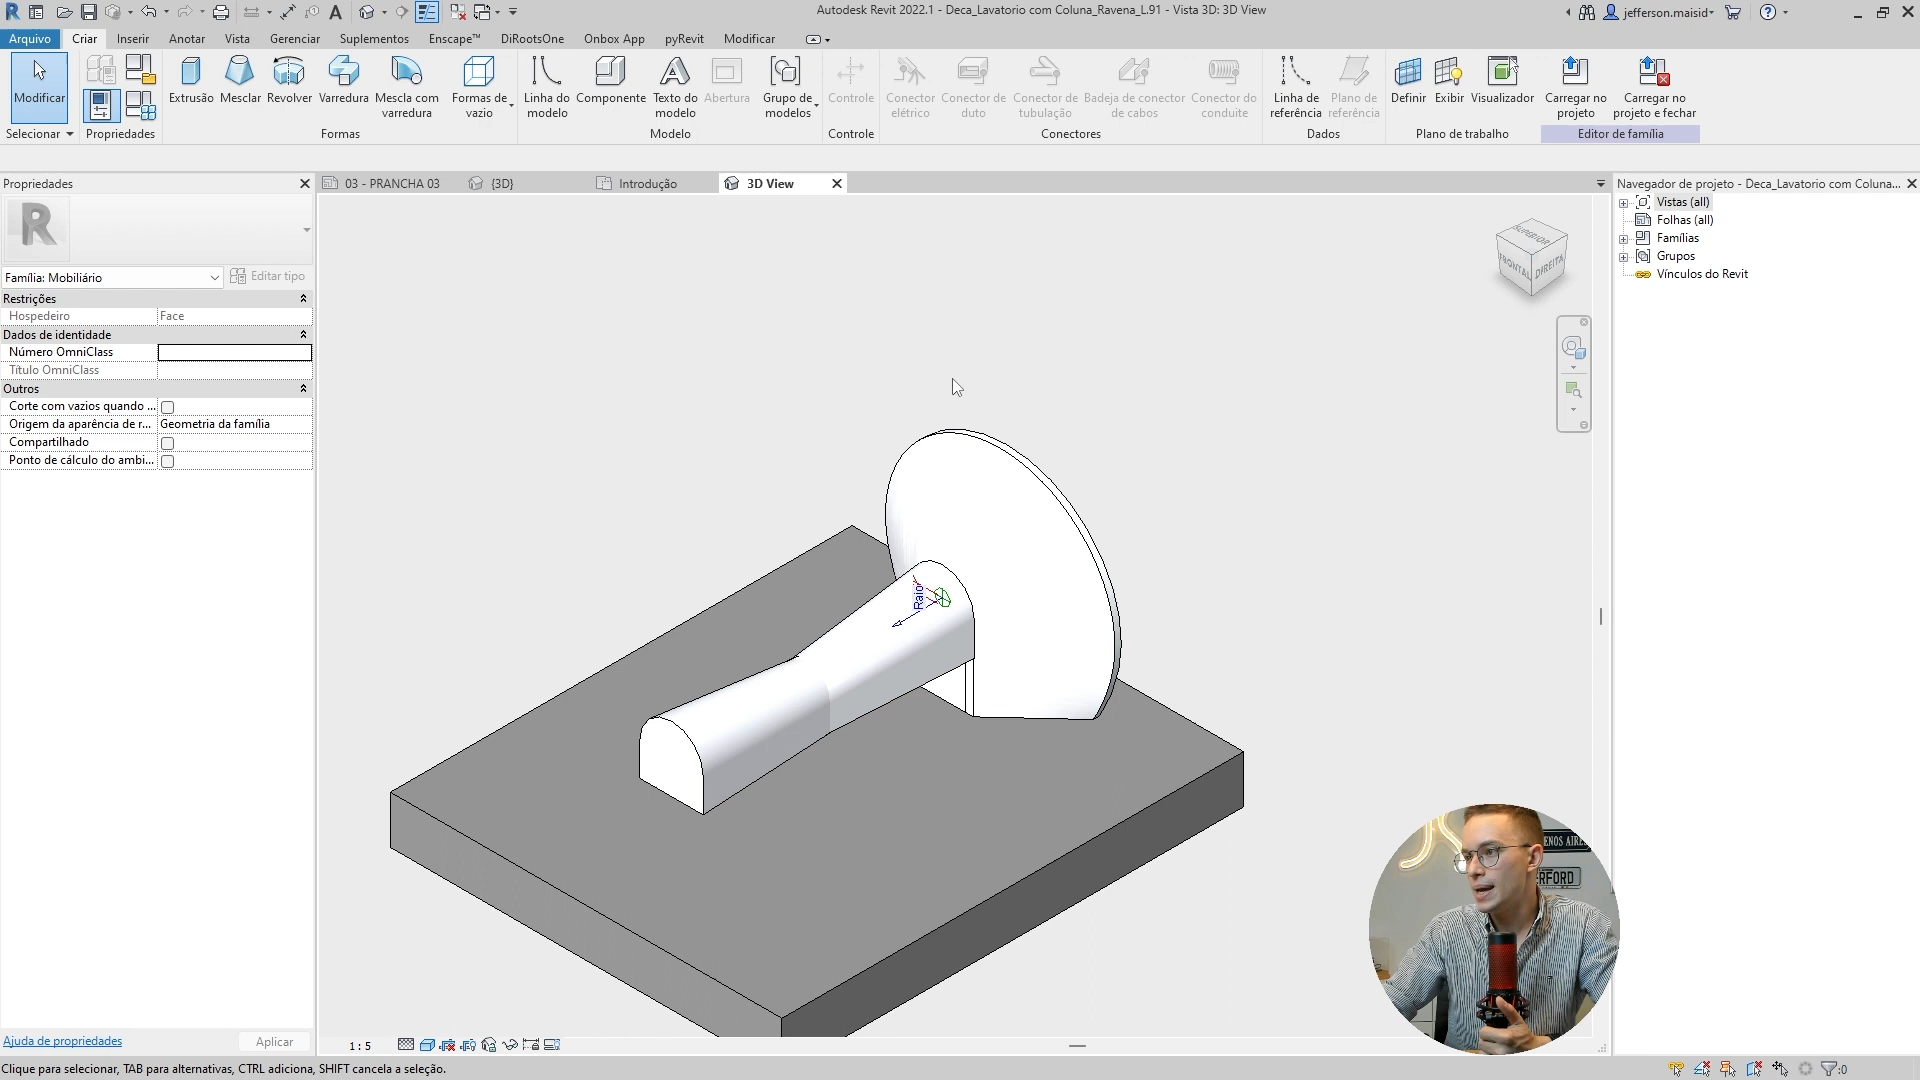 Autodesk Revit 2022.1 - Deca_Lavatorio com Coluna_Ravena_L.91 - Vista 3D: 3D View
jefferson.maisid
Arquivo Criar Inserir Anotar Vista Gerenciar Suplementos Enscape™ DiRootsOne Onbox App pyRevit Modificar
Modificar
Extrusão Mesclar Revolver Varredura Mescla com varredura Formas de vazio
Linha do modelo Componente Texto do modelo Abertura Grupo de modelos
Controle
Conector elétrico Conector de duto Conector de tubulação Badeja de conector de cabos Conector do conduite
Linha de referência Plano de referência
Definir Exibir Visualizador
Carregar no projeto Carregar no projeto e fechar
Selecionar Propriedades Formas Modelo Controle Conectores Dados Plano de trabalho Editor de família
Propriedades
03 - PRANCHA 03 {3D} Introdução 3D View
Navegador de projeto - Deca_Lavatorio com Coluna...
R
Família: Mobiliário Editar tipo
Restrições
Hospedeiro Face
Dados de identidade
Número OmniClass
Título OmniClass
Outros
Corte com vazios quando ...
Origem da aparência de r... Geometria da família
Compartilhado
Ponto de cálculo do ambi...
Vistas (all)
Folhas (all)
Famílias
Grupos
Vínculos do Revit
SUPERIOR
FRONTAL
DIREITA
Raio
ENOS AIRE
ERFORD
Ajuda de propriedades Aplicar
1 : 5
Clique para selecionar, TAB para alternativas, CTRL adiciona, SHIFT cancela a seleção.
:0